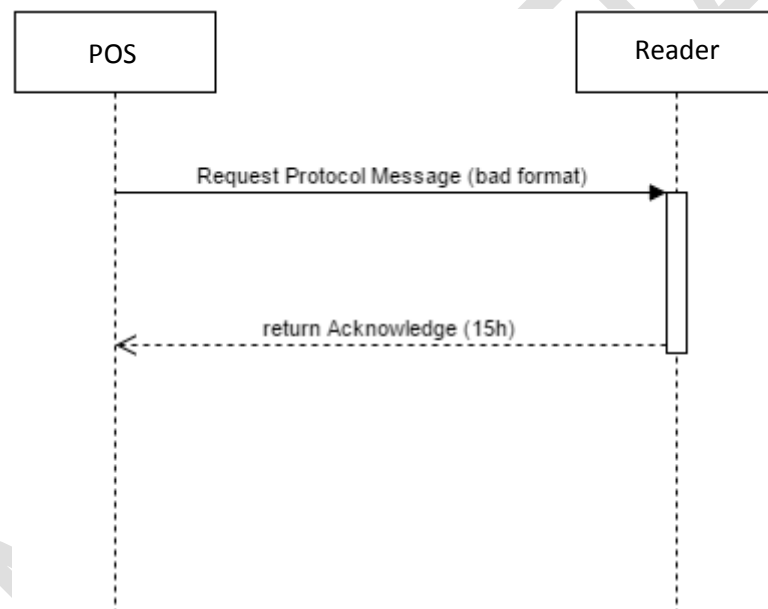 POS
Reader
Request Protocol Message (bad format)
return Acknowledge (15h)